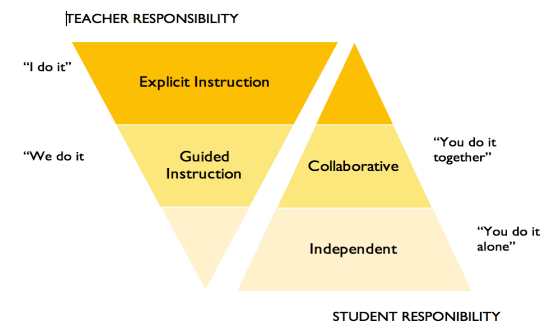 TEACHER RESPONSIBILITY
“I do it”
Explicit Instruction
“We do it
Guided
Instruction
Collaborative
“You do it
together”
Independent
“You do it
alone”
STUDENT RESPONIBILITY